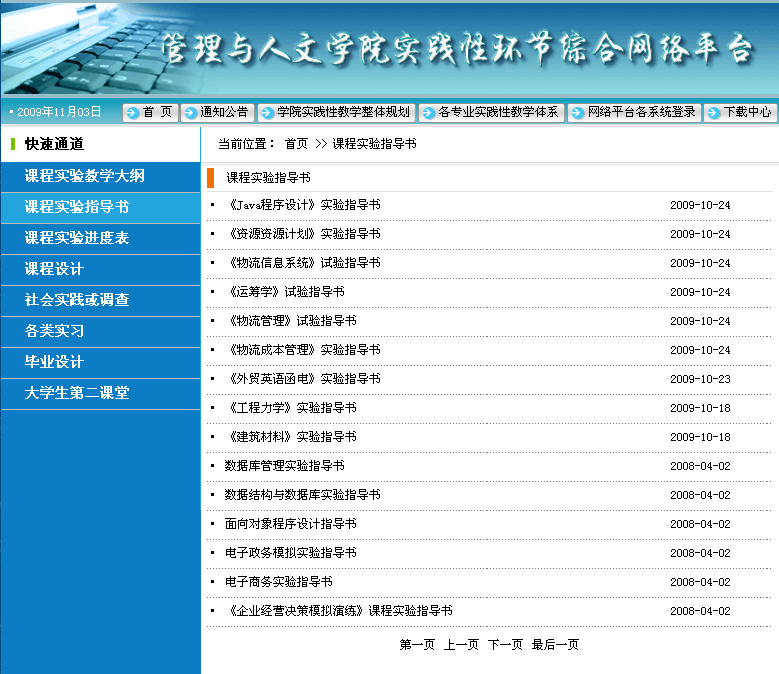 管理与人文学院实践性环节综合网络平台
2009年11月03日 首 页 通知公告 学院实践性教学整体规划 各专业实践性教学体系 网络平台各系统登录 下载中心
快速通道
课程实验教学大纲
课程实验指导书
课程实验进度表
课程设计
社会实践或调查
各类实习
毕业设计
大学生第二课堂
当前位置： 首页 >> 课程实验指导书
课程实验指导书
《Java程序设计》实验指导书 2009-10-24
《资源资源计划》实验指导书 2009-10-24
《物流信息系统》试验指导书 2009-10-24
《运筹学》试验指导书 2009-10-24
《物流管理》试验指导书 2009-10-24
《物流成本管理》实验指导书 2009-10-24
《外贸英语函电》实验指导书 2009-10-23
《工程力学》实验指导书 2009-10-18
《建筑材料》实验指导书 2009-10-18
数据库管理实验指导书 2008-04-02
数据结构与数据库实验指导书 2008-04-02
面向对象程序设计指导书 2008-04-02
电子政务模拟实验指导书 2008-04-02
电子商务实验指导书 2008-04-02
《企业经营决策模拟演练》课程实验指导书 2008-04-02
第一页 上一页 下一页 最后一页